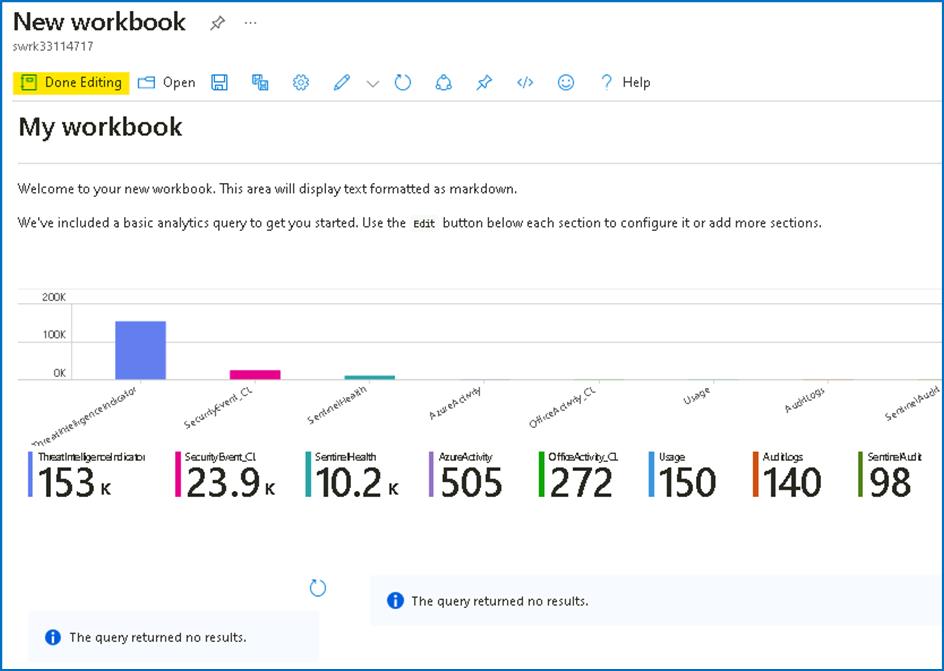 New workbook ...
swrk33114717
Done Editing Open </> ? Help
My workbook
Welcome to your new workbook. This area will display text formatted as markdown.
We've included a basic analytics query to get you started. Use the Edit button below each section to configure it or add more sections.
200K
100K
0K
ThreatIntelligenceIndicator SecurityEvent_CL SentinelHealth AzureActivity OfficeActivity_CL Usage AuditLogs SentinelAudit
ThreatIntelligenceIndicator SecurityEvent_CL SentinelHealth AzureActivity OfficeActivity_CL Usage AuditLogs SentinelAudit
153 K 23.9 K 10.2 K 505 272 150 140 98
The query returned no results.
The query returned no results.